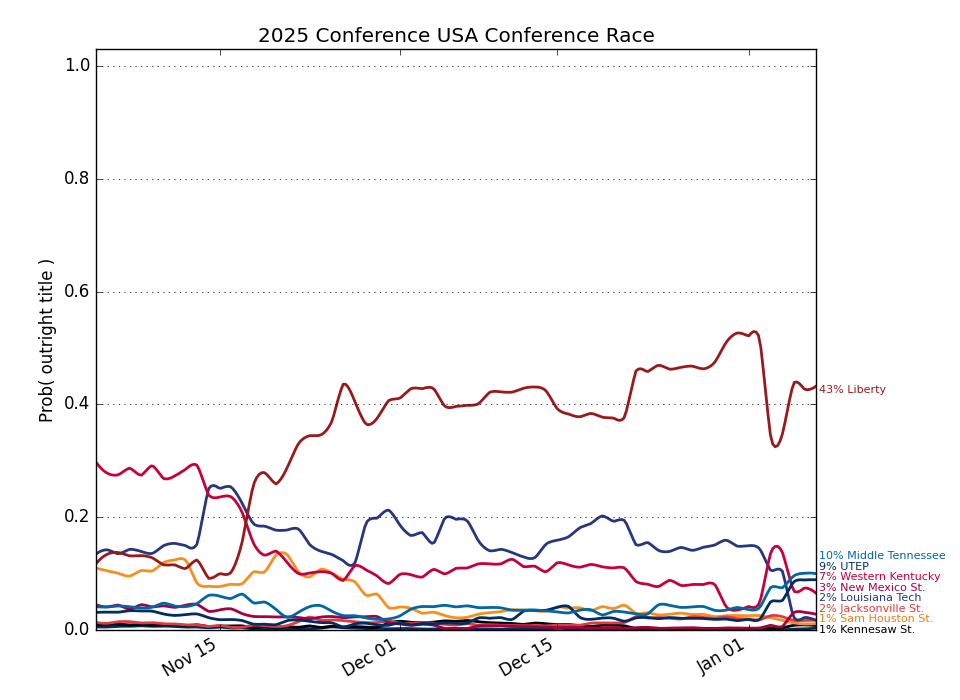 2025 Conference USA Conference Race
Prob( outright title )
1.0
0.8
0.6
0.4
0.2
0.0
43% Liberty
10% Middle Tennessee
9% UTEP
7% Western Kentucky
3% New Mexico St.
2% Louisiana Tech
2% Jacksonville St.
1% Sam Houston St.
1% Kennesaw St.
Nov 15
Dec 01
Dec 15
Jan 01